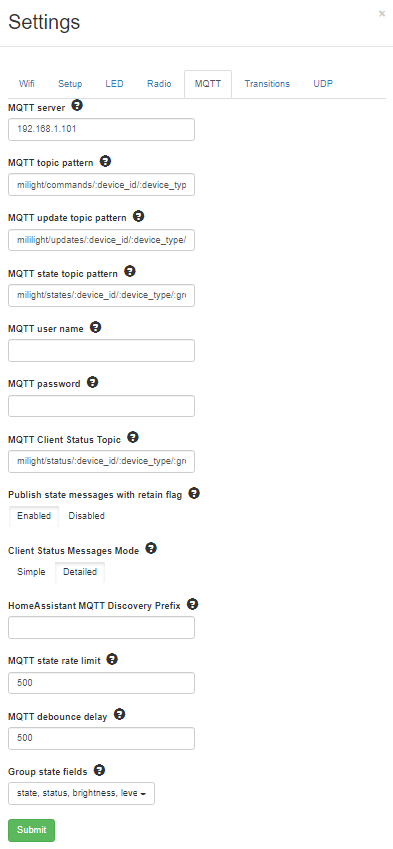 Settings
×
Wifi Setup LED Radio MQTT Transitions UDP
MQTT server ?
192.168.1.101
MQTT topic pattern ?
milight/commands/:device_id/:device_typ
MQTT update topic pattern ?
mililight/updates/:device_id/:device_type/
MQTT state topic pattern ?
milight/states/:device_id/:device_type/:gro
MQTT user name ?
MQTT password ?
MQTT Client Status Topic ?
milight/status/:device_id/:device_type/:gro
Publish state messages with retain flag ?
Enabled Disabled
Client Status Messages Mode ?
Simple Detailed
HomeAssistant MQTT Discovery Prefix ?
MQTT state rate limit ?
500
MQTT debounce delay ?
500
Group state fields ?
state, status, brightness, leve
Submit